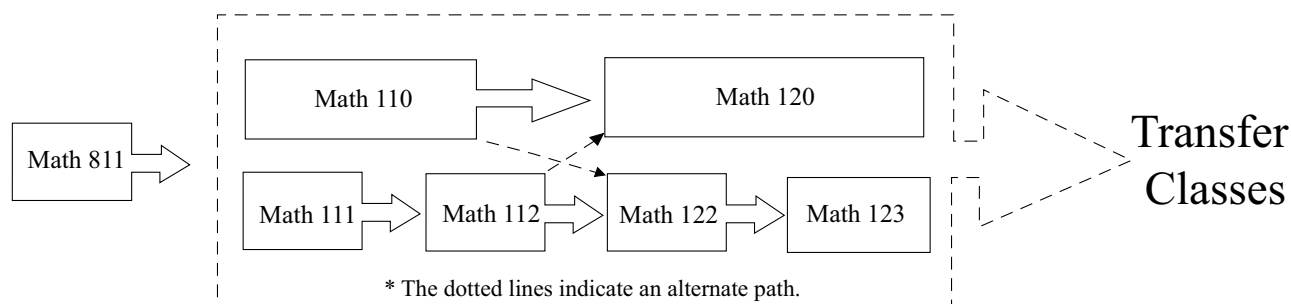 Math 110
Math 120
Math 811
Transfer
Classes
Math 111
Math 112
Math 122
Math 123
* The dotted lines indicate an alternate path.